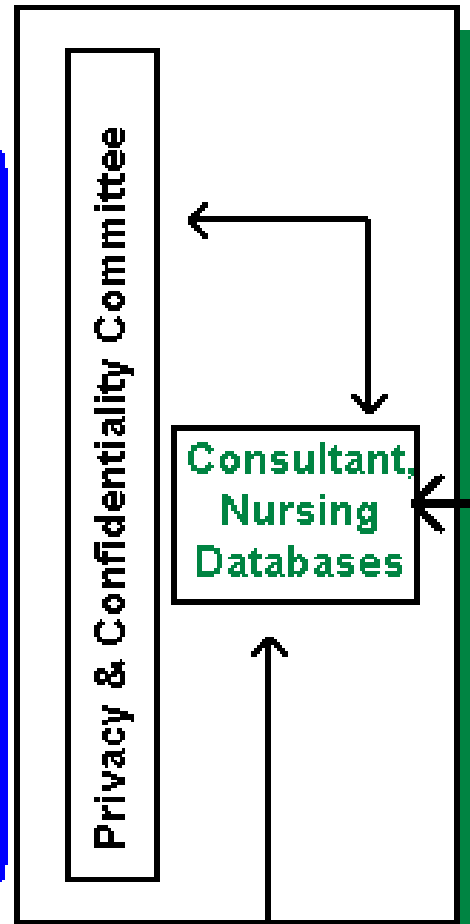 Privacy & Confidentiality Committee
Consultant,
Nursing
Databases